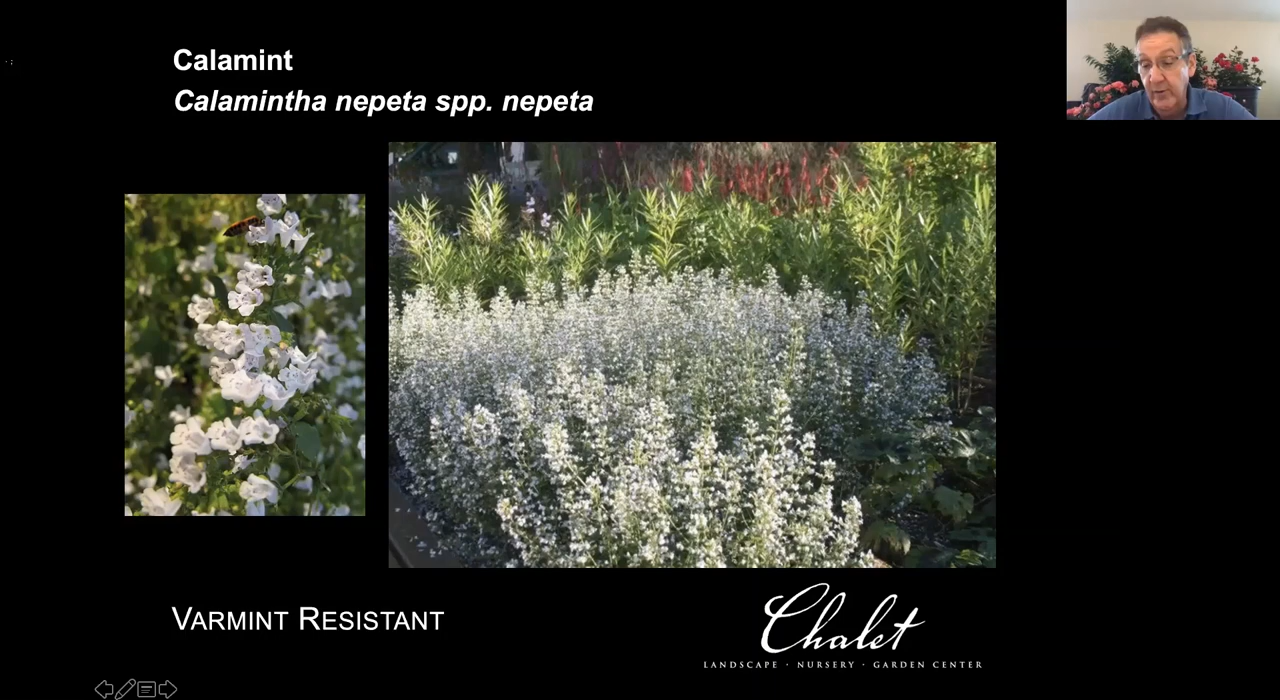 Calamint
Calamintha nepeta spp. nepeta
VARMINT RESISTANT
Chalet
LANDSCAPE · NURSERY · GARDEN CENTER